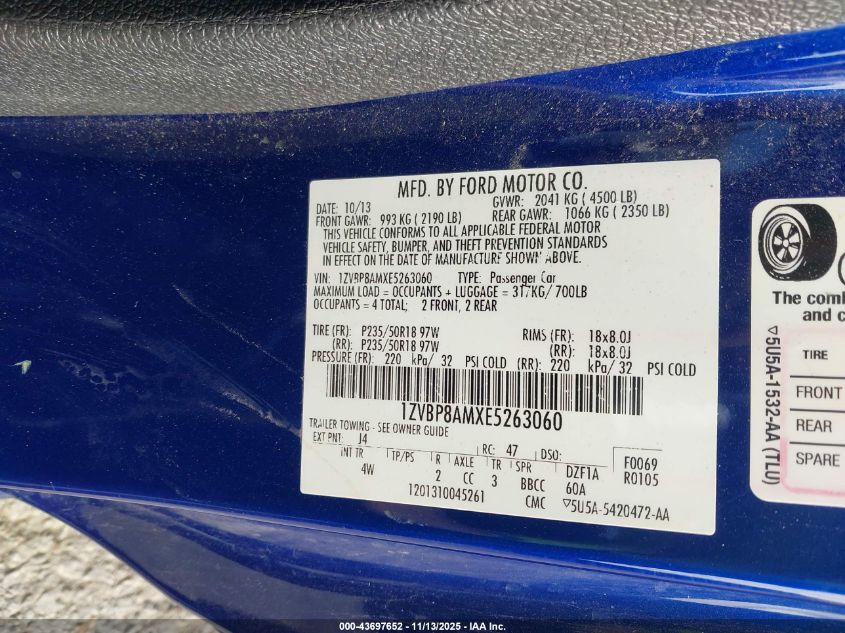 MFD. BY FORD MOTOR CO.
DATE: 10/13 GVWR: 2041 KG ( 4500 LB)
FRONT GAWR: 993 KG ( 2190 LB) REAR GAWR: 1066 KG ( 2350 LB)
THIS VEHICLE CONFORMS TO ALL APPLICABLE FEDERAL MOTOR
VEHICLE SAFETY, BUMPER, AND THEFT PREVENTION STANDARDS
IN EFFECT ON THE DATE OF MANUFACTURE SHOWN ABOVE.
VIN: 1ZVBP8AMXE5263060 TYPE: Passenger Car
MAXIMUM LOAD = OCCUPANTS + LUGGAGE = 317KG/700LB
OCCUPANTS = 4 TOTAL; 2 FRONT, 2 REAR
TIRE (FR): P235/50R18 97W RIMS (FR): 18x8.0J
(RR): P235/50R18 97W (RR): 18x8.0J
PRESSURE (FR): 220 kPa/ 32 PSI COLD (RR): 220 kPa/ 32 PSI COLD
1ZVBP8AMXE5263060
TRAILER TOWING - SEE OWNER GUIDE
EXT PNT: J4 RC: 47 DSO: F0069
INT TR TP/PS R AXLE TR SPR DZF1A R0105
4W 2 CC 3 BBCC 60A
1201310045261 CMC ▽5U5A-5420472-AA
The comb
and c
▽5U5A-1532-AA (TLU)
TIRE
FRONT
REAR
SPARE
000-43697652 - 11/13/2025 - IAA Inc.